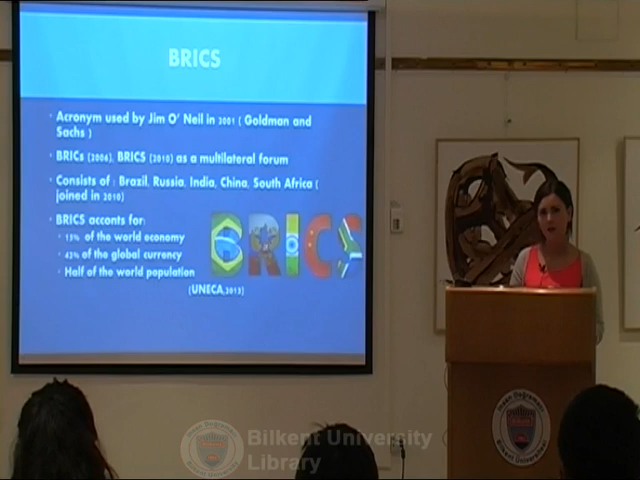 BRICS
Acronym used by Jim O' Neil in 2001 ( Goldman and
Sachs )
BRICs (2006), BRICS (2010) as a multilateral forum
Consists of : Brazil, Russia, India, China, South Africa (
joined in 2010)
BRICS acconts for:
15% of the world economy
42% of the global currency
Half of the world population
BRICS
(UNECA,2013)
Bilkent University
Library